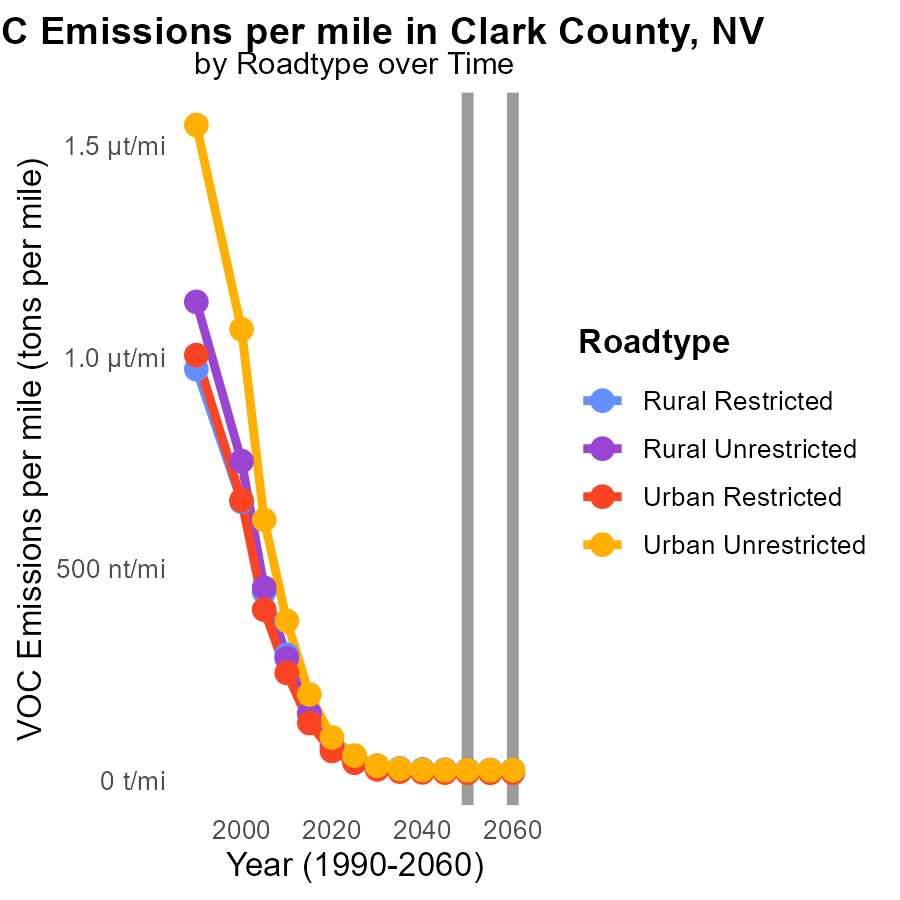 C Emissions per mile in Clark County, NV
by Roadtype over Time
VOC Emissions per mile (tons per mile)
1.5 µt/mi
1.0 µt/mi
500 nt/mi
0 t/mi
2000 2020 2040 2060
Year (1990-2060)
Roadtype
Rural Restricted
Rural Unrestricted
Urban Restricted
Urban Unrestricted